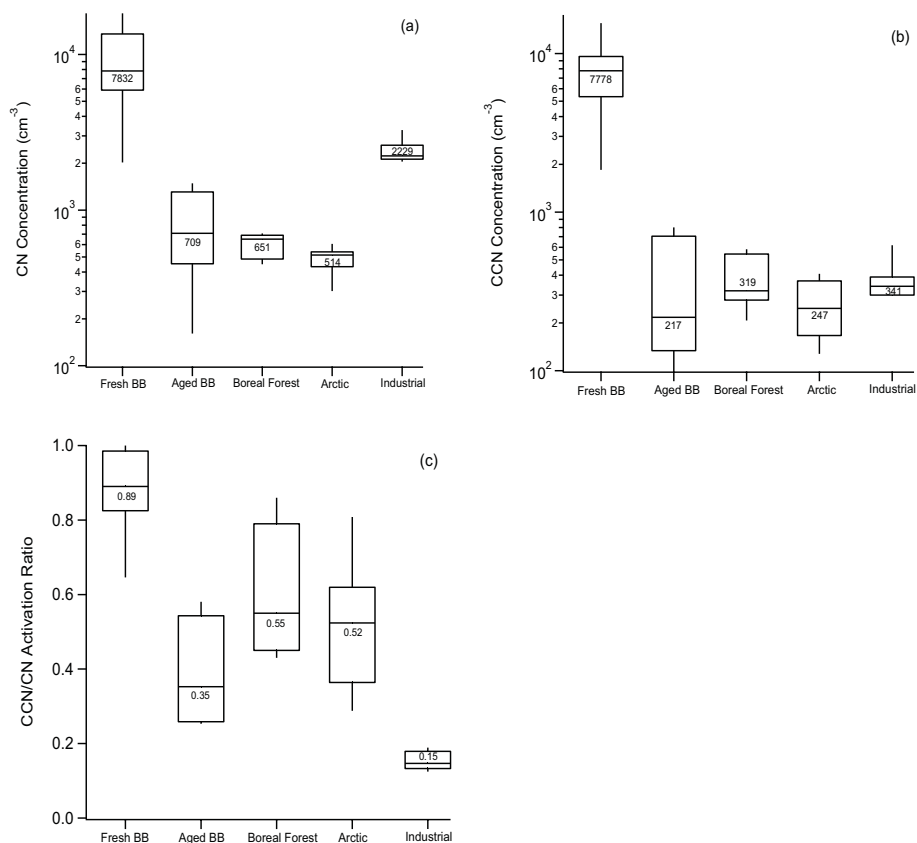 (a)
CN Concentration (cm-3)
10^4
6
5
4
3
2
10^3
6
5
4
3
2
10^2
7832
709
651
514
2229
Fresh BB
Aged BB
Boreal Forest
Arctic
Industrial
(b)
CCN Concentration (cm-3)
10^4
6
5
4
3
2
10^3
6
5
4
3
2
10^2
7778
217
319
247
341
Fresh BB
Aged BB
Boreal Forest
Arctic
Industrial
(c)
CCN/CN Activation Ratio
1.0
0.8
0.6
0.4
0.2
0.0
0.89
0.35
0.55
0.52
0.15
Fresh BB
Aged BB
Boreal Forest
Arctic
Industrial